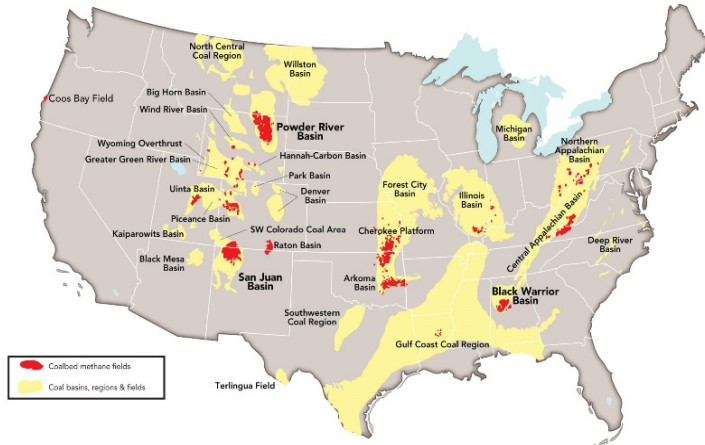 North Central
Coal Region
Willston
Basin
Big Horn Basin
Coos Bay Field
Wind River Basin
Powder River
Basin
Michigan
Basin
Northern
Appalachian
Basin
Wyoming Overthrust
Greater Green River Basin
Hannah-Carbon Basin
Park Basin
Uinta Basin
Denver
Basin
Forest City
Basin
Illinois
Basin
Piceance Basin
Central Appalachian Basin
Kaiparowits Basin
SW Colorado Coal Area
Cherokee Platform
Raton Basin
Deep River
Basin
Black Mesa
Basin
San Juan
Basin
Arkoma
Basin
Black Warrior
Basin
Southwestern
Coal Region
Gulf Coast Coal Region
Coalbed methane fields
Coal basins, regions & fields
Terlingua Field